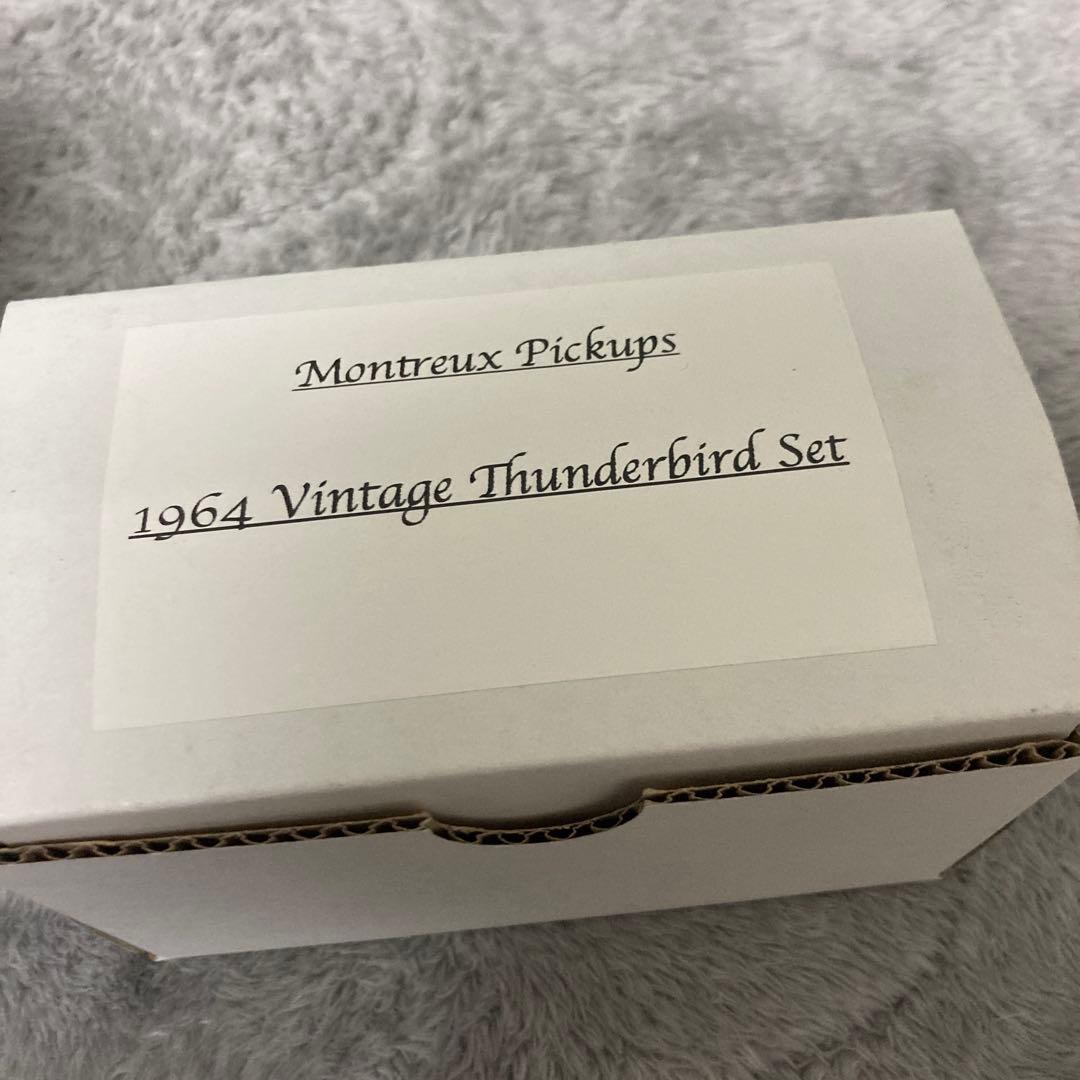 Montreux Pickups
1964 Vintage Thunderbird Set